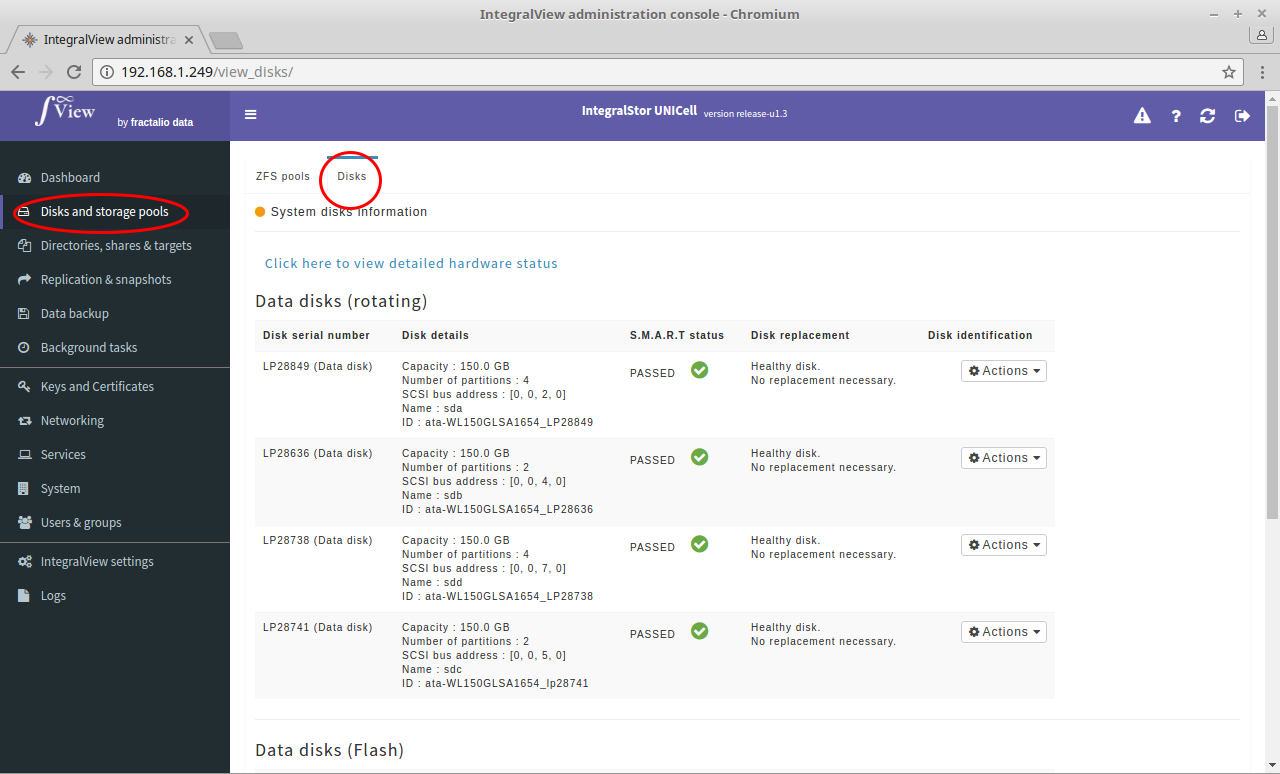 IntegralView administration console - Chromium
IntegralView administra
192.168.1.249/view_disks/
View
by fractalio data
IntegralStor UNICell version release-u1.3
?
Dashboard
Disks and storage pools
Directories, shares & targets
Replication & snapshots
Data backup
Background tasks
Keys and Certificates
Networking
Services
System
Users & groups
IntegralView settings
Logs
ZFS pools Disks
System disks information
Click here to view detailed hardware status
Data disks (rotating)
Disk serial number Disk details S.M.A.R.T status Disk replacement Disk identification
LP28849 (Data disk)
Capacity : 150.0 GB
Number of partitions : 4
SCSI bus address : [0, 0, 2, 0]
Name : sda
ID : ata-WL150GLSA1654_LP28849
PASSED
Healthy disk.
No replacement necessary.
Actions
LP28636 (Data disk)
Capacity : 150.0 GB
Number of partitions : 2
SCSI bus address : [0, 0, 4, 0]
Name : sdb
ID : ata-WL150GLSA1654_LP28636
PASSED
Healthy disk.
No replacement necessary.
Actions
LP28738 (Data disk)
Capacity : 150.0 GB
Number of partitions : 4
SCSI bus address : [0, 0, 7, 0]
Name : sdd
ID : ata-WL150GLSA1654_LP28738
PASSED
Healthy disk.
No replacement necessary.
Actions
LP28741 (Data disk)
Capacity : 150.0 GB
Number of partitions : 2
SCSI bus address : [0, 0, 5, 0]
Name : sdc
ID : ata-WL150GLSA1654_lp28741
PASSED
Healthy disk.
No replacement necessary.
Actions
Data disks (Flash)